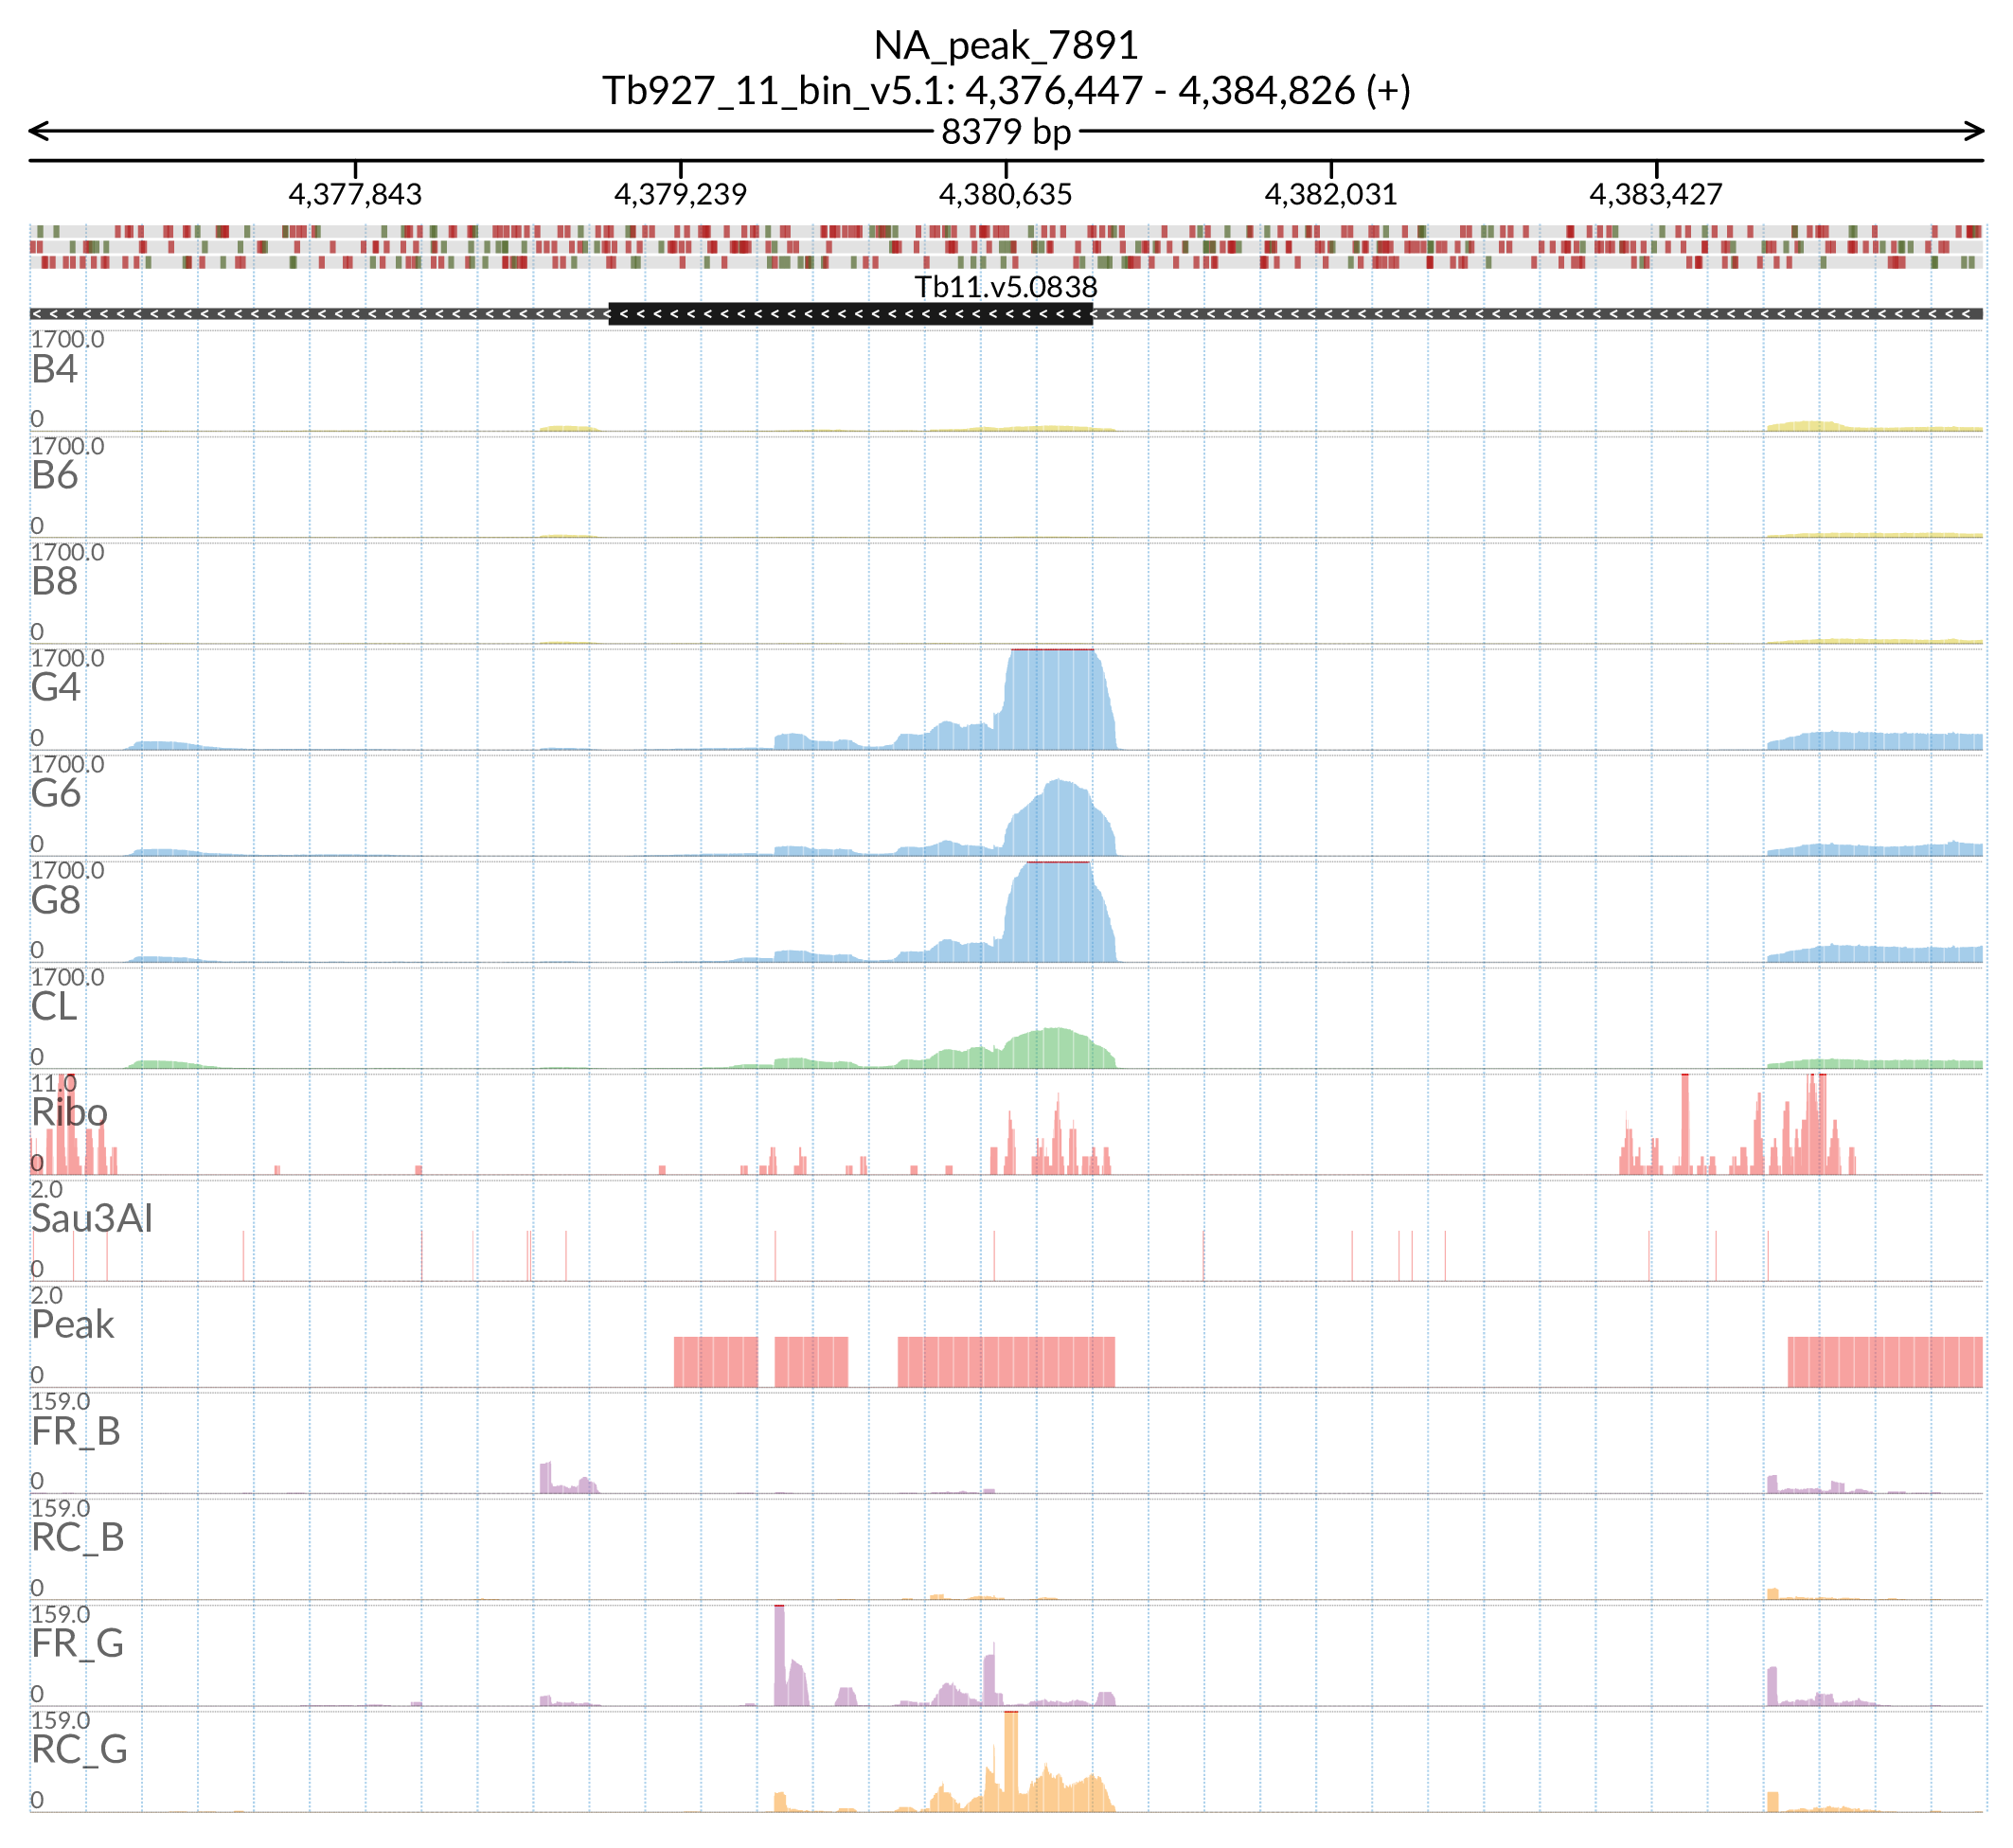 NA_peak_7891
Tb927_11_bin_v5.1: 4,376,447 - 4,384,826 (+)
8379 bp
4,377,843 4,379,239 4,380,635 4,382,031 4,383,427
Tb11.v5.0838
1700.0
B4
0
1700.0
B6
0
1700.0
B8
0
1700.0
G4
0
1700.0
G6
0
1700.0
G8
0
1700.0
CL
0
11.0
Ribo
0
2.0
Sau3AI
0
2.0
Peak
0
159.0
FR_B
0
159.0
RC_B
0
159.0
FR_G
0
159.0
RC_G
0